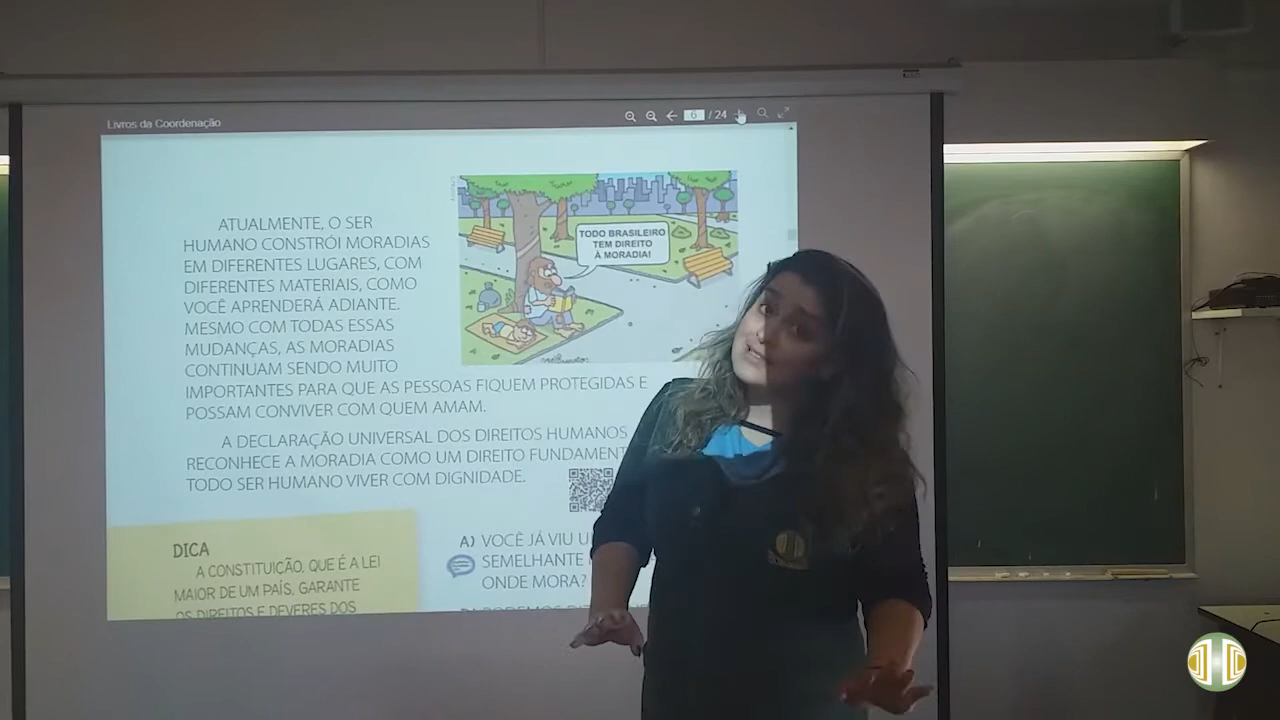 Livros da Coordenação
6 / 24
TODO BRASILEIRO
TEM DIREITO
À MORADIA!
ATUALMENTE, O SER
HUMANO CONSTRÓI MORADIAS
EM DIFERENTES LUGARES, COM
DIFERENTES MATERIAIS, COMO
VOCÊ APRENDERÁ ADIANTE.
MESMO COM TODAS ESSAS
MUDANÇAS, AS MORADIAS
CONTINUAM SENDO MUITO
IMPORTANTES PARA QUE AS PESSOAS FIQUEM PROTEGIDAS E
POSSAM CONVIVER COM QUEM AMAM.
A DECLARAÇÃO UNIVERSAL DOS DIREITOS HUMANOS
RECONHECE A MORADIA COMO UM DIREITO FUNDAMENT
TODO SER HUMANO VIVER COM DIGNIDADE.
DICA
A CONSTITUIÇÃO, QUE É A LEI
MAIOR DE UM PAÍS, GARANTE
OS DIREITOS E DEVERES DOS
A) VOCÊ JÁ VIU U
SEMELHANTE
ONDE MORA?